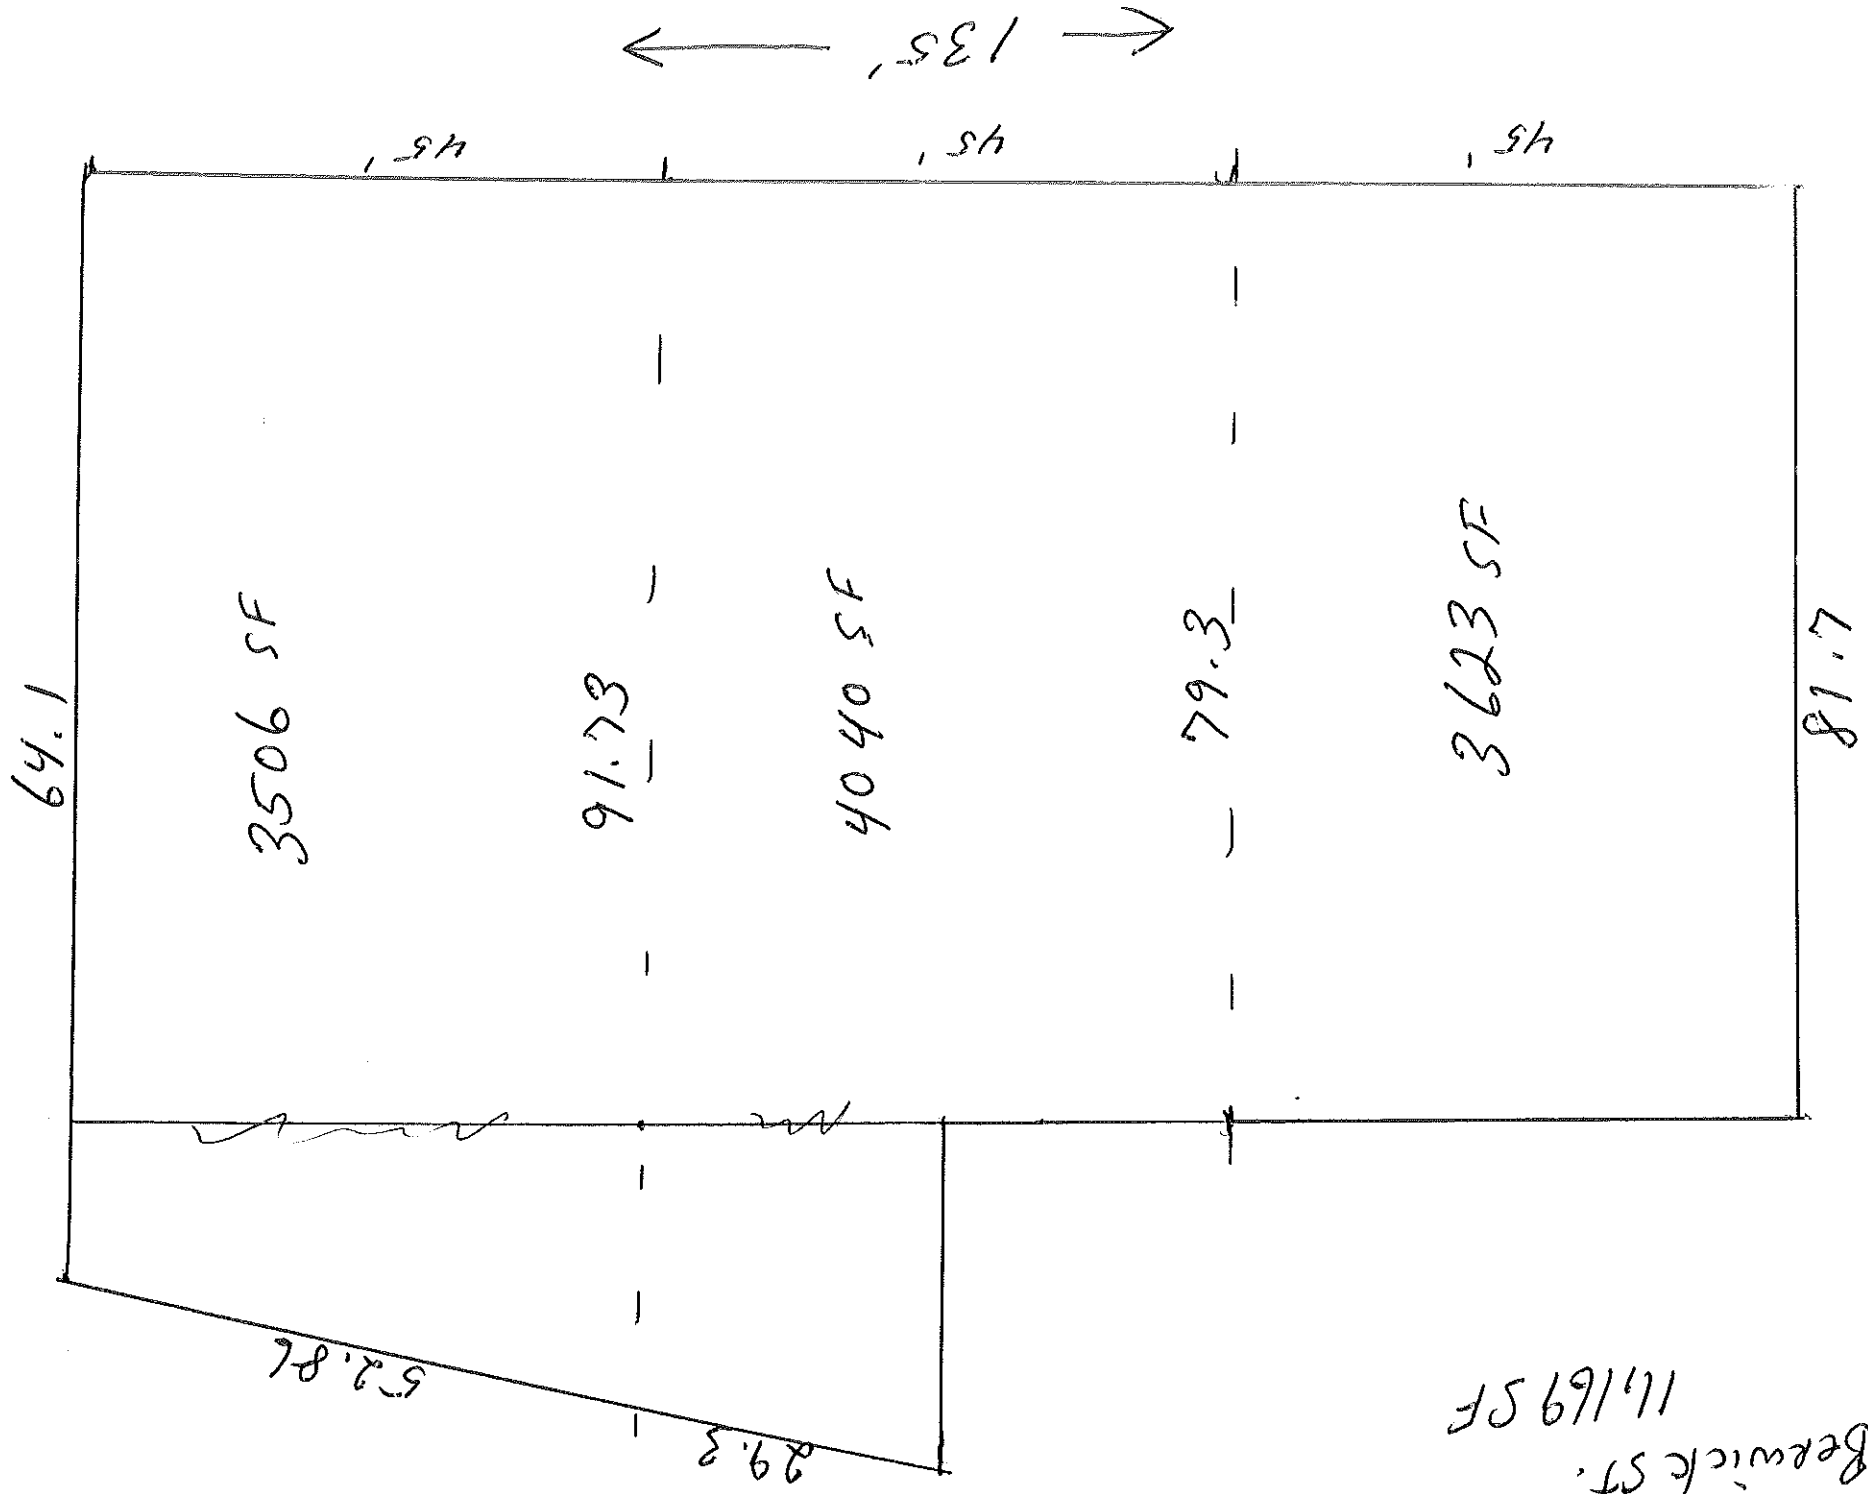 Berwick ST.
11,169 SF
29.3
52.86
81.7
3623 SF
79.3
4040 SF
91.73
3506 SF
64.1
45'
45'
45'
135'